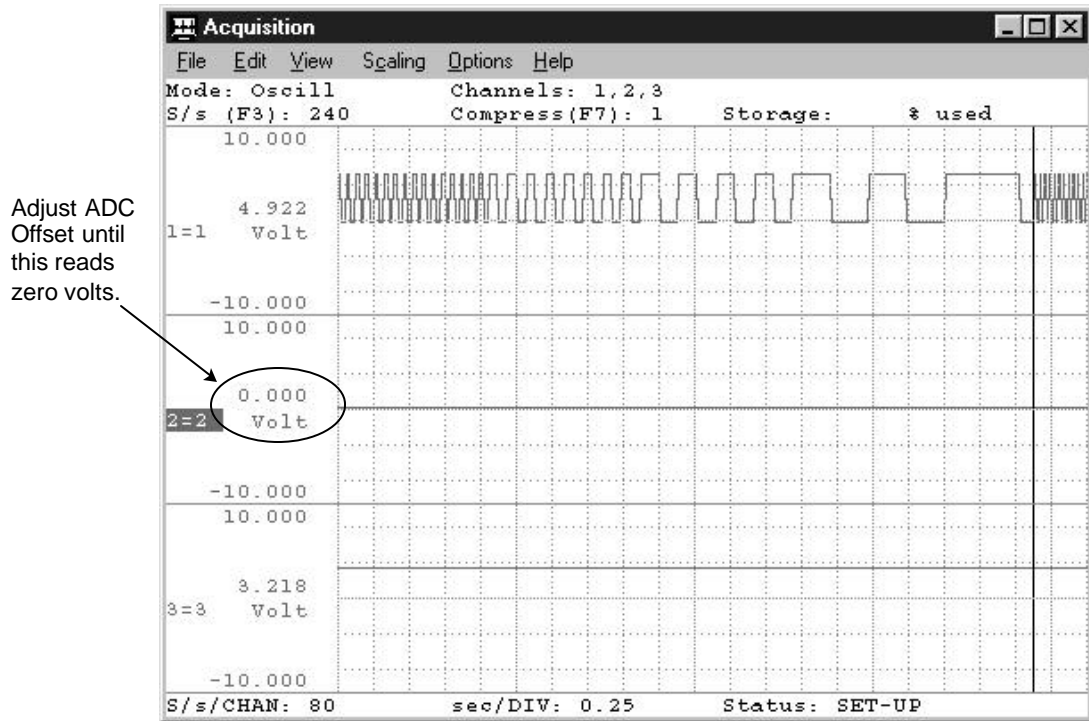 Acquisition
File Edit View Scaling Options Help
Mode: Oscill Channels: 1,2,3
S/s (F3): 240 Compress(F7): 1 Storage: % used
10.000
4.922
1=1 Volt
-10.000
10.000
0.000
2=2 Volt
-10.000
10.000
3.218
3=3 Volt
-10.000
S/s/CHAN: 80 sec/DIV: 0.25 Status: SET-UP
Adjust ADC
Offset until
this reads
zero volts.